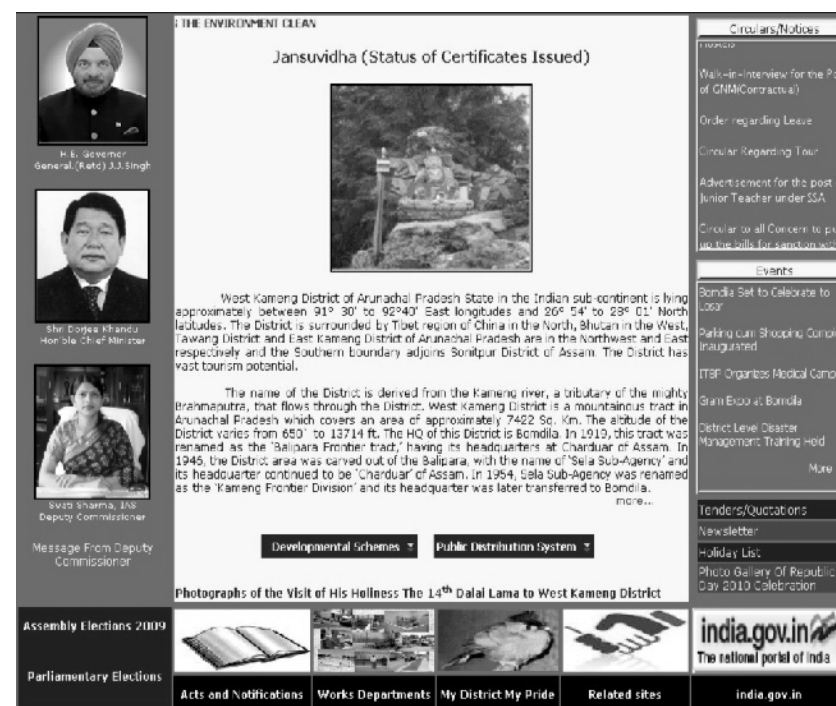 H.E. Governor
General.(Retd) J.J.Singh
Shri Dorjee Khandu
Hon'ble Chief Minister
Svati Sharma, IAS
Deputy Commissioner
Message From Deputy
Commissioner
THE ENVIRONMENT CLEAN
Jansuvidha (Status of Certificates Issued)
West Kameng District of Arunachal Pradesh State in the Indian sub-continent is lying
approximately between 91° 30' to 92°40' East longitudes and 26° 54' to 28° 01' North
latitudes. The District is surrounded by Tibet region of China in the North, Bhutan in the West,
Tawang District and East Kameng District of Arunachal Pradesh are in the Northwest and East
respectively and the Southern boundary adjoins Sonitpur District of Assam. The District has
vast tourism potential.
The name of the District is derived from the Kameng river, a tributary of the mighty
Brahmaputra, that flows through the District. West Kameng District is a mountainous tract in
Arunachal Pradesh which covers an area of approximately 7422 Sq. Km. The altitude of the
District varies from 650` to 13714 ft. The HQ of this District is Bomdila. In 1919, this tract was
renamed as the 'Balipara Frontier tract,' having its headquarters at Charduar of Assam. In
1946, the District area was carved out of the Balipara, with the name of 'Sela Sub-Agency' and
its headquarter continued to be 'Charduar' of Assam. In 1954, Sela Sub-Agency was renamed
as the 'Kameng Frontier Division' and its headquarter was later transferred to Bomdila.
more...
Developmental Schemes
Public Distribution System
Photographs of the Visit of His Holiness The 14th Dalai Lama to West Kameng District
Circulars/Notices
Walk-in-Interview for the
of GNM(Contractual)
Order regarding Leave
Circular Regarding Tour
Advertisement for the post
Junior Teacher under SSA
Circular to all Concern to
up the bills for sanction
Events
Bomdila Set to Celebrate to
Losar
Parking cum Shopping
Inaugurated
ITBP Organizes Medical
Gram Expo at Bomdila
District Level Disaster
Management Training Held
More
Tenders/Quotations
Newsletter
Holiday List
Photo Gallery Of Republic
Day 2010 Celebration
Assembly Elections 2009
Parliamentary Elections
Acts and Notifications
Works Departments
My District My Pride
Related sites
india.gov.in
The national portal of India
india.gov.in